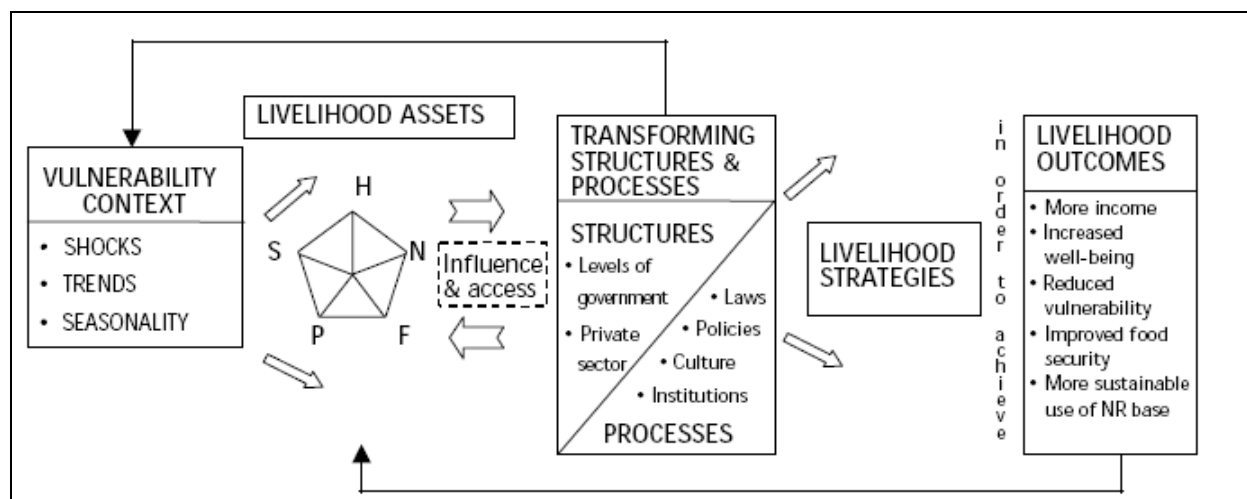 LIVELIHOOD ASSETS
VULNERABILITY
CONTEXT
• SHOCKS
• TRENDS
• SEASONALITY
H
S
N
P
F
Influence
& access
TRANSFORMING
STRUCTURES &
PROCESSES
STRUCTURES
• Levels of
government
• Private
sector
• Laws
• Policies
• Culture
• Institutions
PROCESSES
LIVELIHOOD
STRATEGIES
in order to achieve
LIVELIHOOD
OUTCOMES
• More income
• Increased
well-being
• Reduced
vulnerability
• Improved food
security
• More sustainable
use of NR base